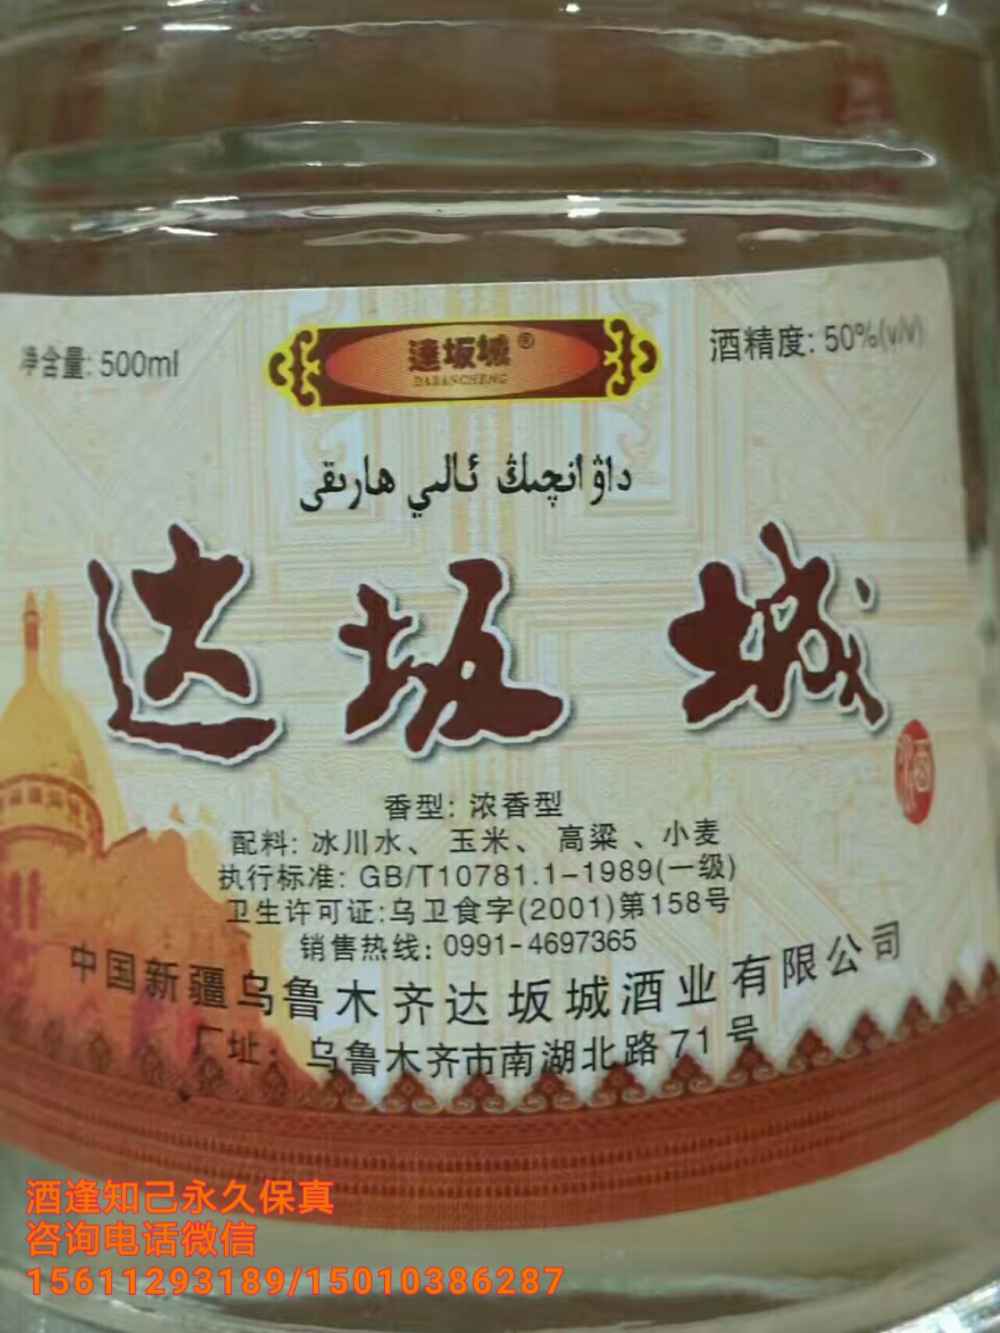 净含量: 500ml
達坂城®
DABANCHENG
酒精度: 50%(v/v)
داۋانچىڭ ئالىي ھارىقى
达坂城
酒
香型: 浓香型
配料: 冰川水、玉米、高粱、小麦
执行标准: GB/T10781.1-1989(一级)
卫生许可证:乌卫食字(2001)第158号
销售热线: 0991-4697365
中国新疆乌鲁木齐达坂城酒业有限公司
厂址: 乌鲁木齐市南湖北路71号
酒逢知己永久保真
咨询电话微信
15611293189/15010386287